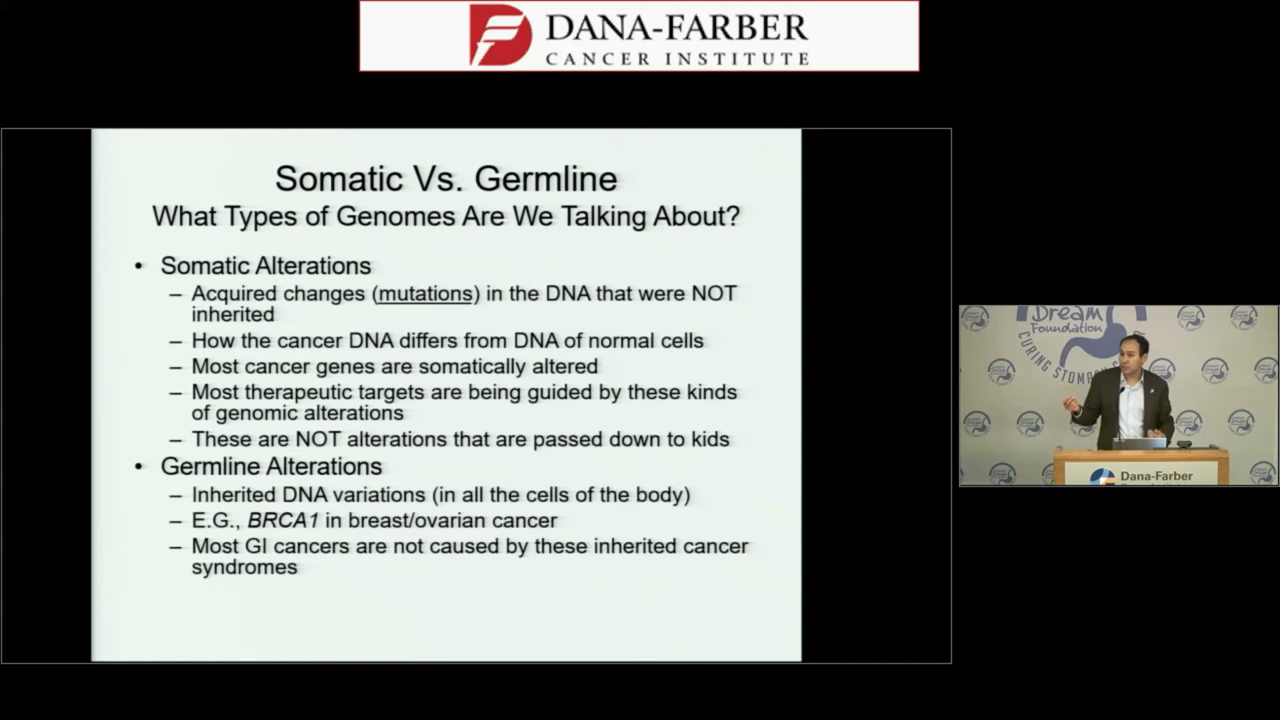 DANA-FARBER
CANCER INSTITUTE
Somatic Vs. Germline
What Types of Genomes Are We Talking About?
• Somatic Alterations
– Acquired changes (mutations) in the DNA that were NOT
inherited
– How the cancer DNA differs from DNA of normal cells
– Most cancer genes are somatically altered
– Most therapeutic targets are being guided by these kinds
of genomic alterations
– These are NOT alterations that are passed down to kids
• Germline Alterations
– Inherited DNA variations (in all the cells of the body)
– E.G., BRCA1 in breast/ovarian cancer
– Most GI cancers are not caused by these inherited cancer
syndromes
Dream
Foundation
CURING STOMACH
Dana-Farber